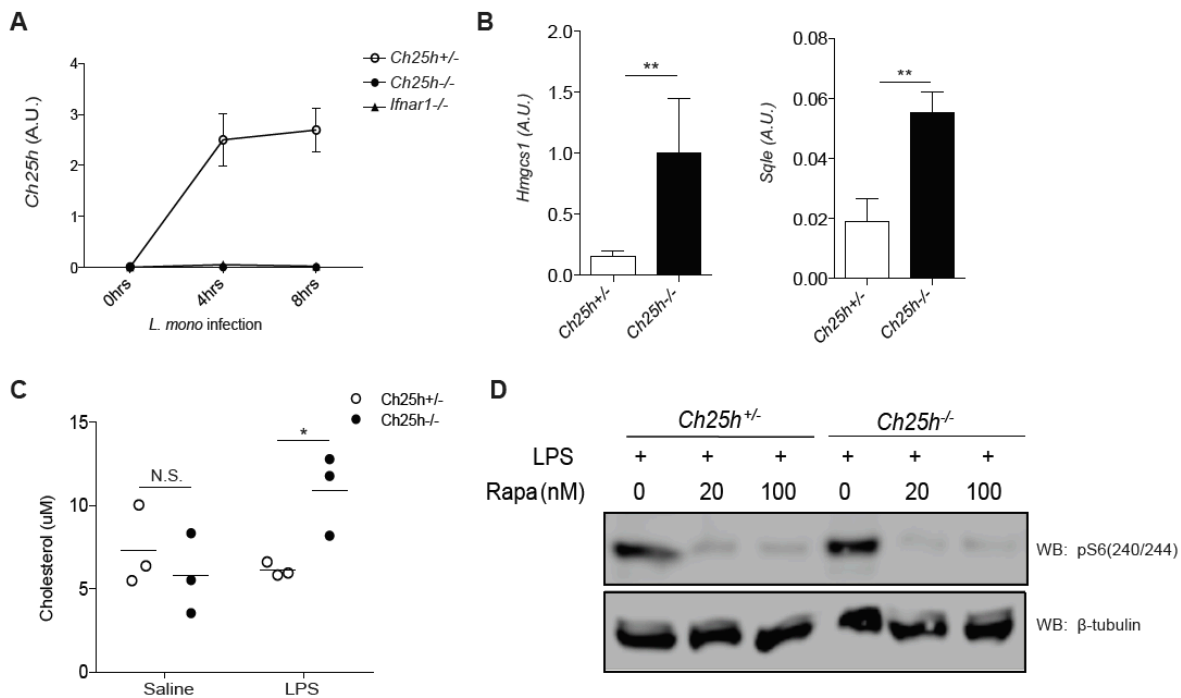 A
Ch25h (A.U.)
4
3
2
1
0
0hrs
4hrs
8hrs
L. mono infection
Ch25h+/-
Ch25h-/-
Ifnar1-/-
B
Hmgcs1 (A.U.)
2.0
1.5
1.0
0.5
0.0
**
Ch25h+/-
Ch25h-/-
Sqle (A.U.)
0.08
0.06
0.04
0.02
0.00
**
Ch25h+/-
Ch25h-/-
C
Ch25h+/-
Ch25h-/-
Cholesterol (uM)
15
10
5
0
N.S.
*
Saline
LPS
D
Ch25h+/- Ch25h-/-
LPS + + + + + +
Rapa (nM) 0 20 100 0 20 100
WB: pS6(240/244)
WB: β-tubulin